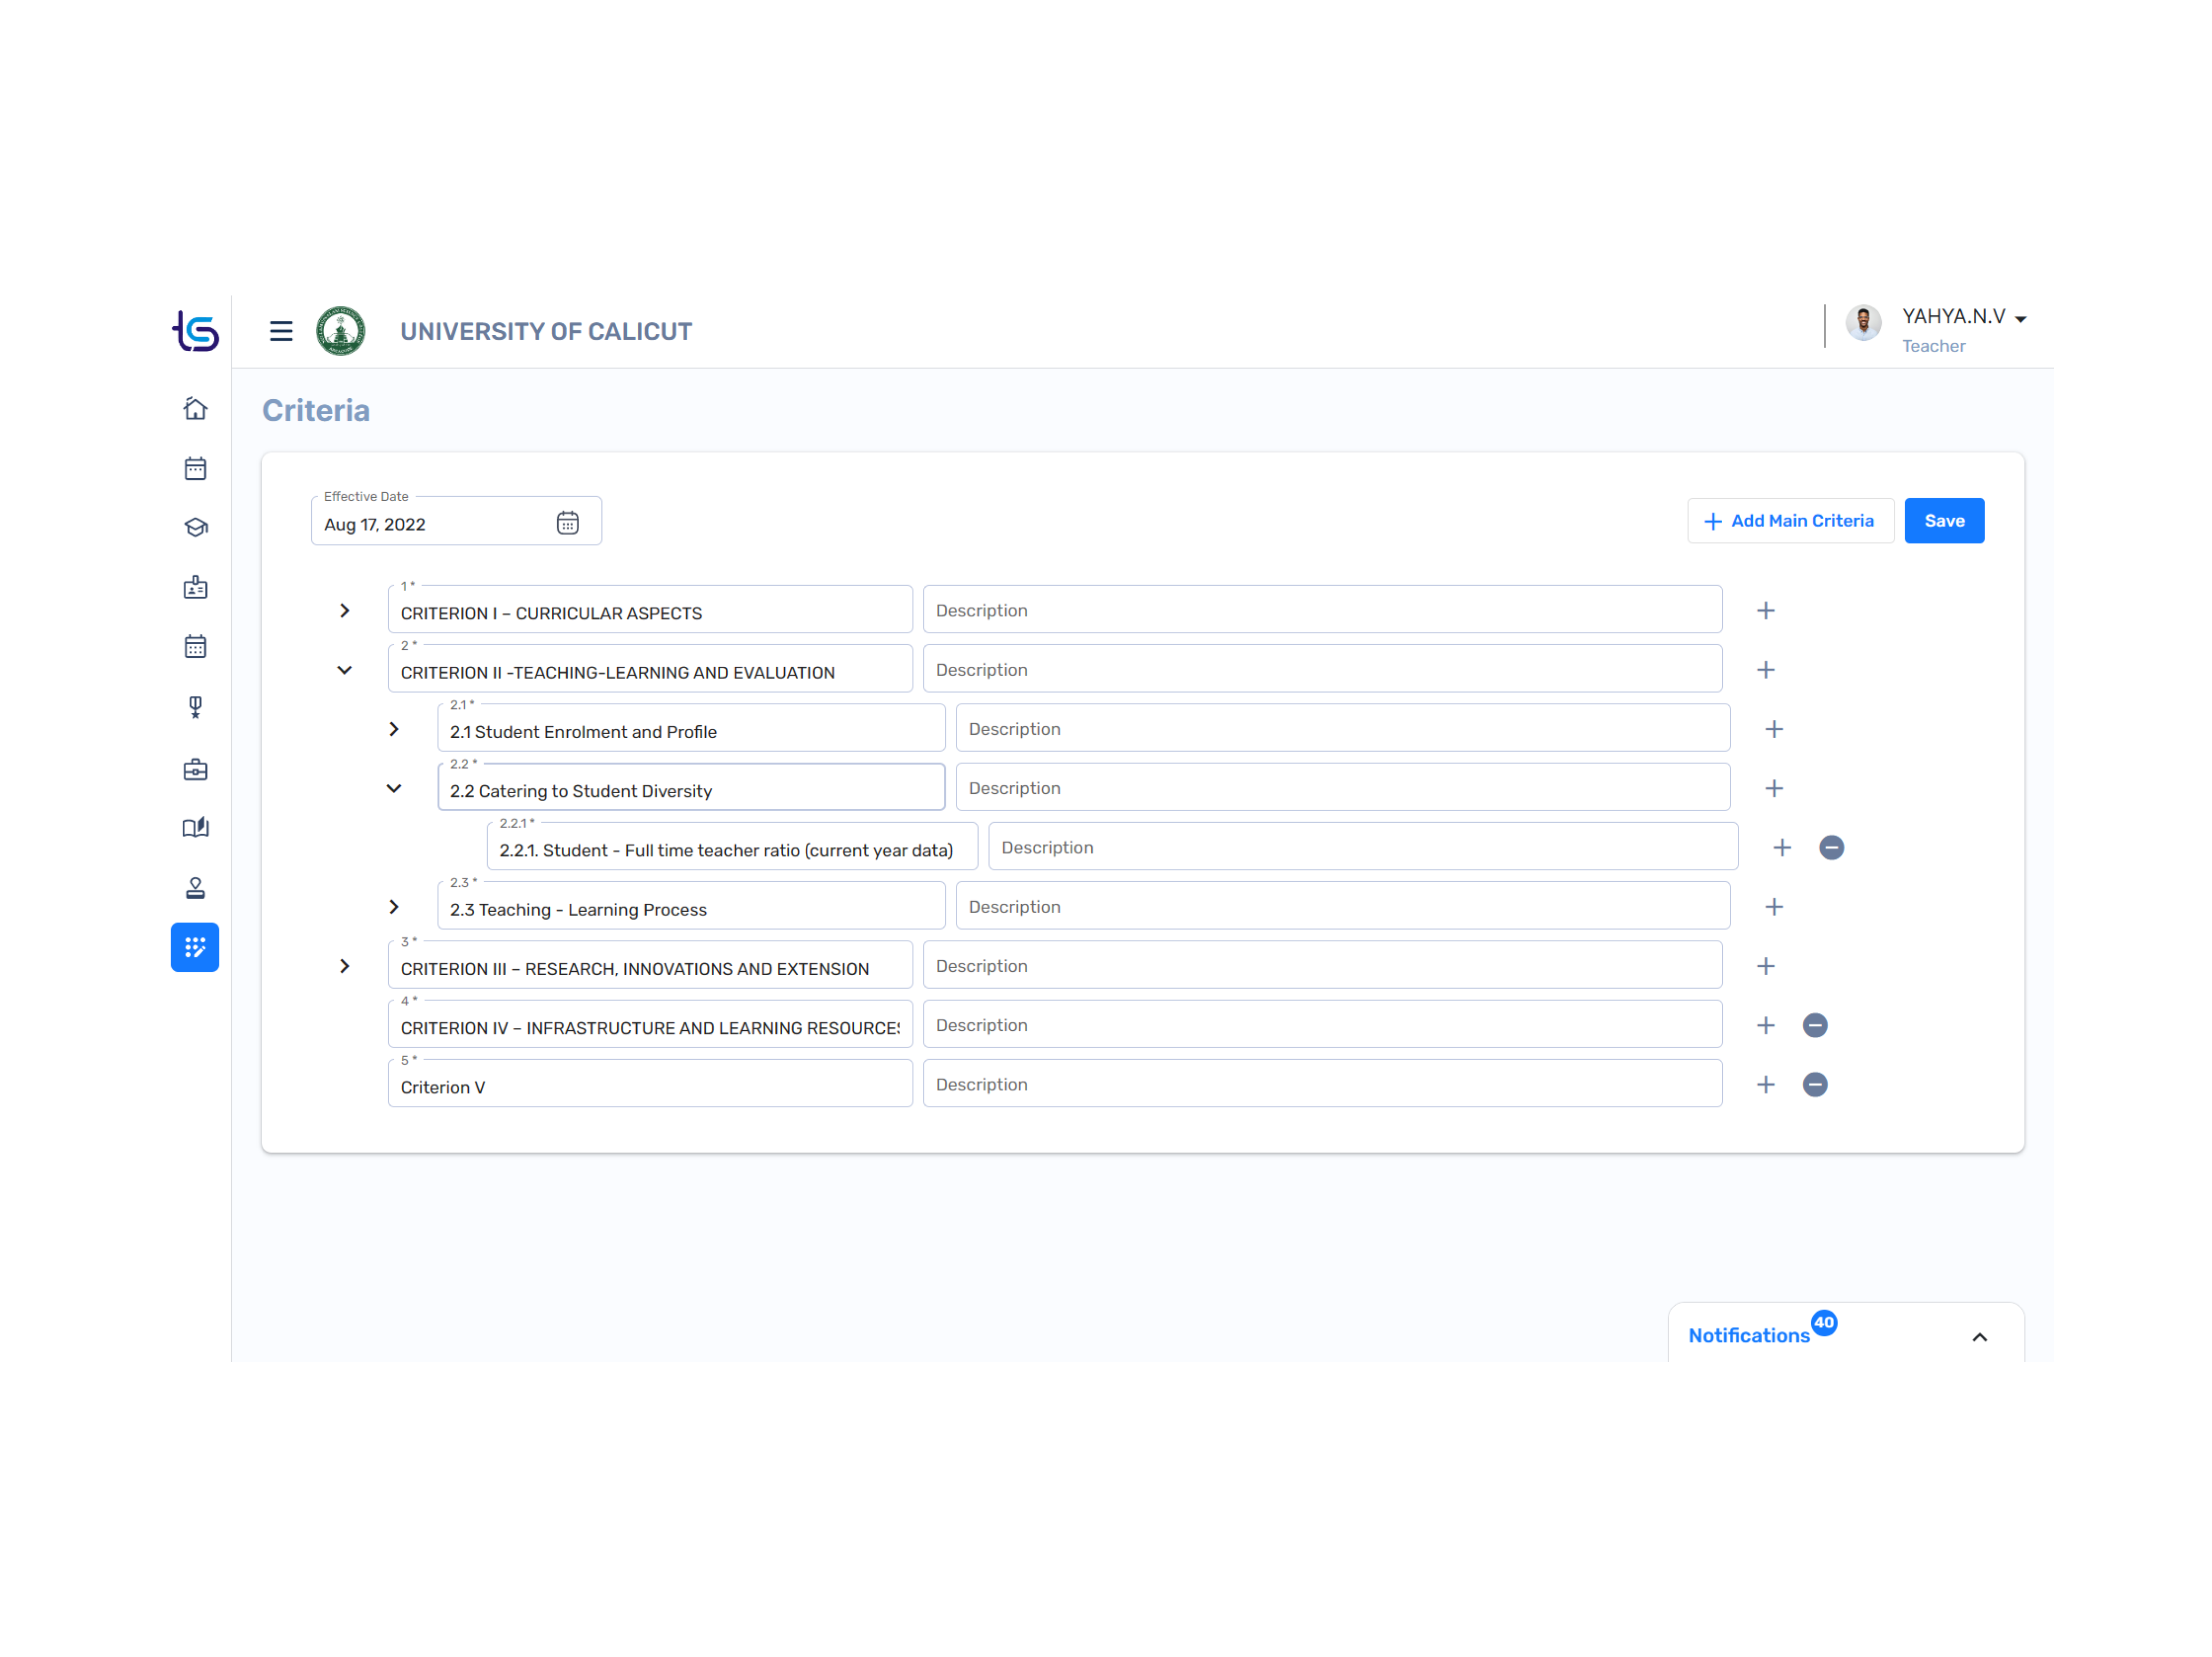 UNIVERSITY OF CALICUT
YAHYA.N.V
Teacher
Criteria
Effective Date
Aug 17, 2022
Add Main Criteria
Save
1 *
CRITERION I – CURRICULAR ASPECTS
Description
2 *
CRITERION II -TEACHING-LEARNING AND EVALUATION
Description
2.1 *
2.1 Student Enrolment and Profile
Description
2.2 *
2.2 Catering to Student Diversity
Description
2.2.1 *
2.2.1. Student - Full time teacher ratio (current year data)
Description
2.3 *
2.3 Teaching - Learning Process
Description
3 *
CRITERION III – RESEARCH, INNOVATIONS AND EXTENSION
Description
4 *
CRITERION IV – INFRASTRUCTURE AND LEARNING RESOURCES
Description
5 *
Criterion V
Description
Notifications 40